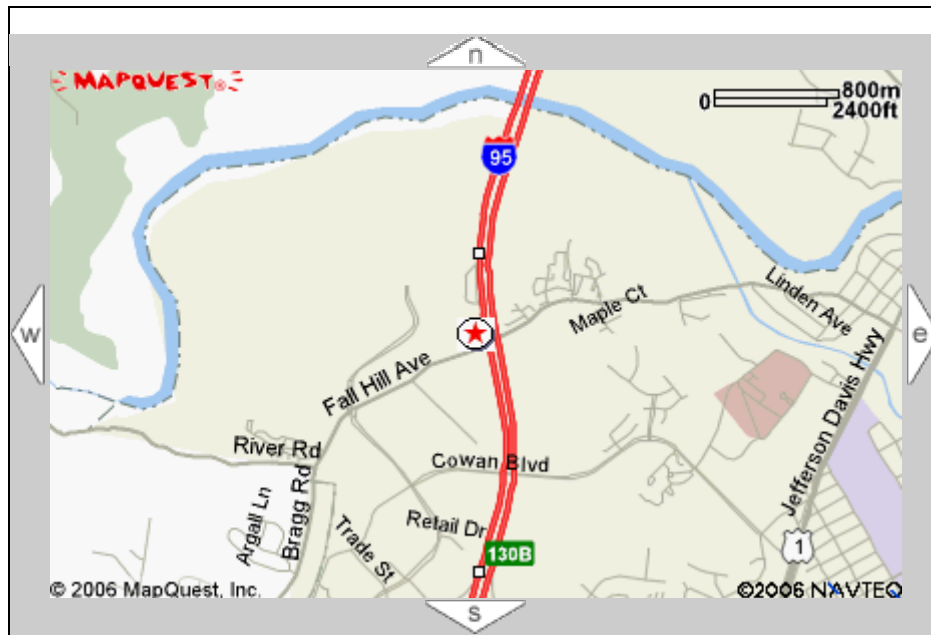 n
MAPQUEST®
0 800m
2400ft
95
Linden Ave
Maple Ct
w
e
Fall Hill Ave
Jefferson Davis Hwy
River Rd
Cowan Blvd
Argall Ln
Bragg Rd
Retail Dr
Trade St
130B
1
© 2006 MapQuest, Inc.
©2006 NAVTEQ
s